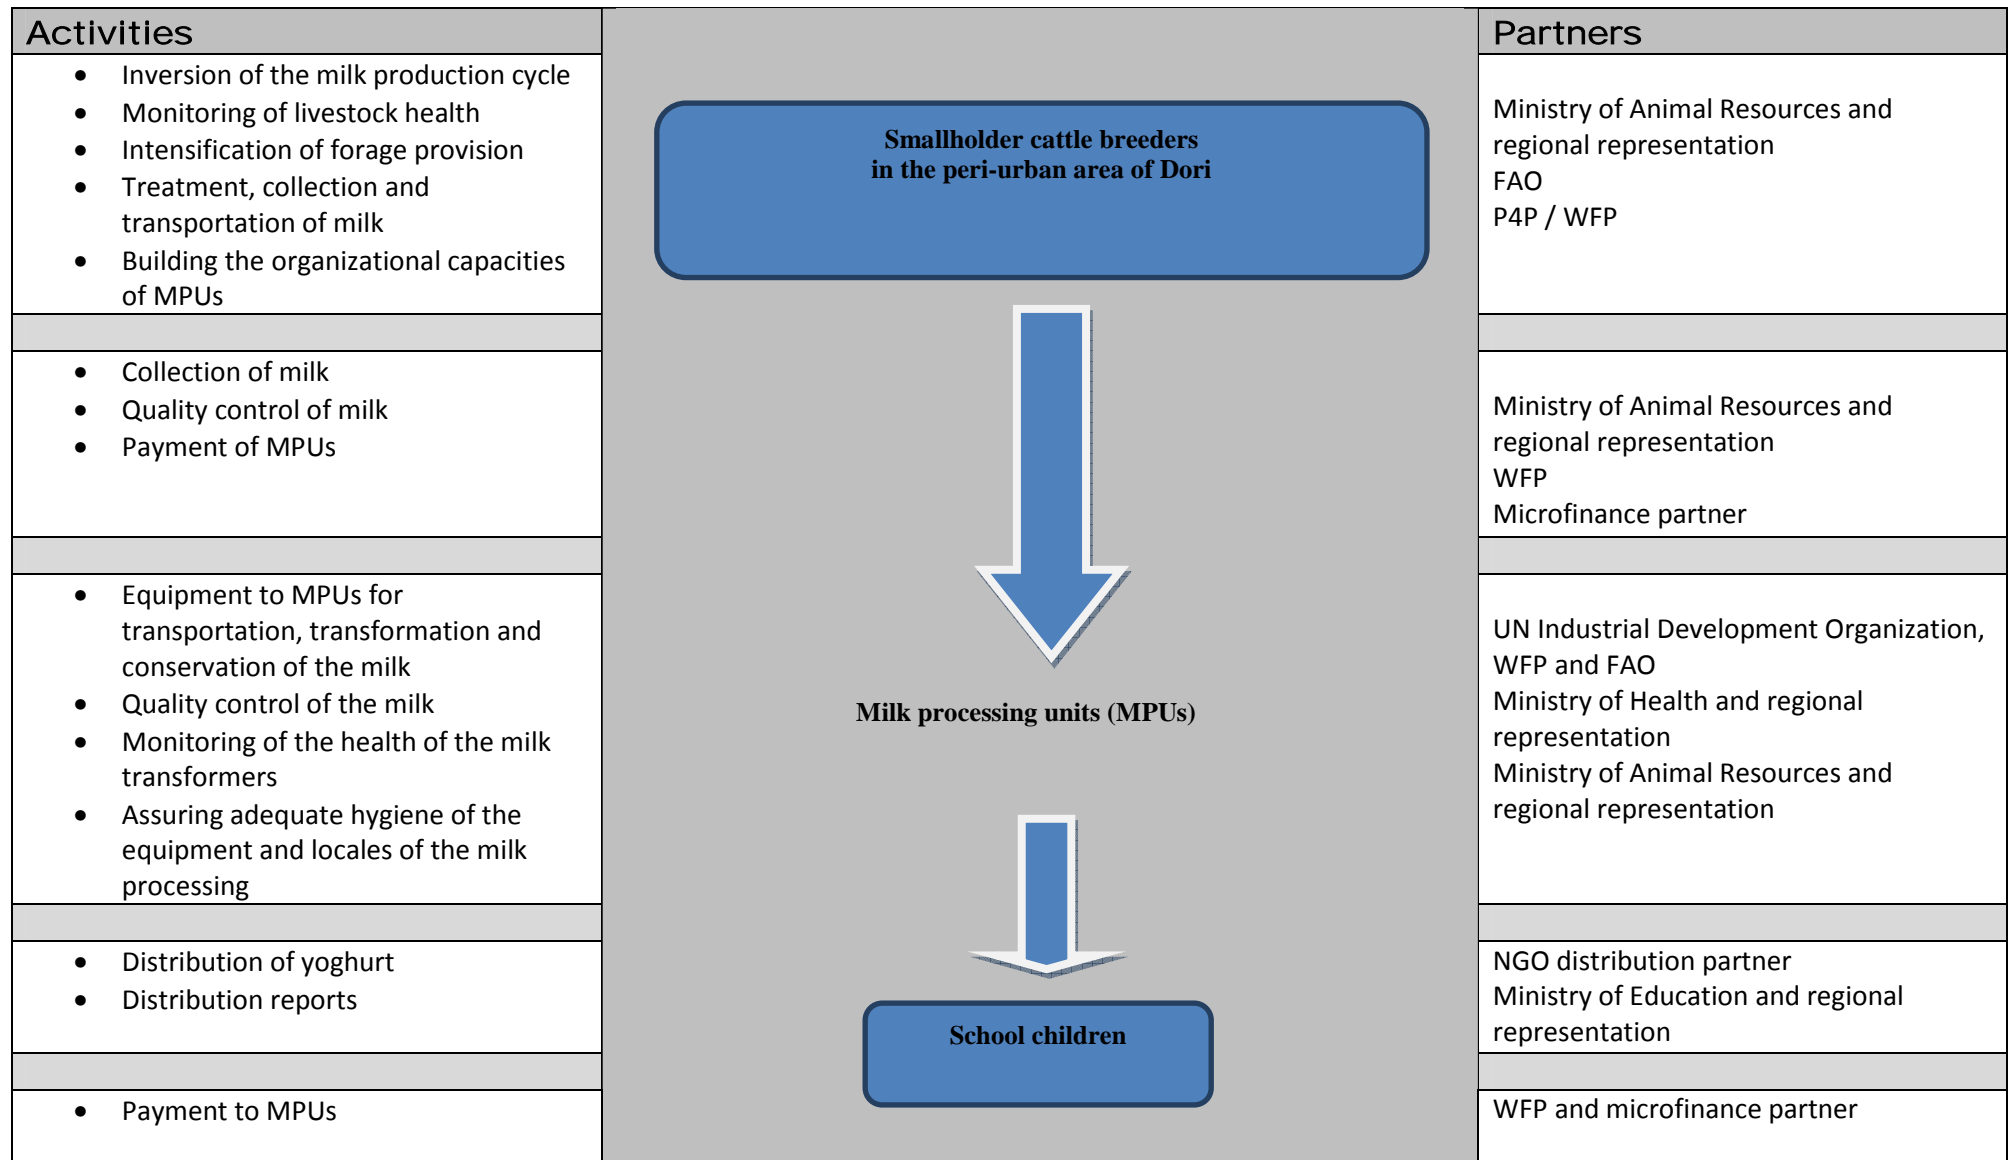 Activities
• Inversion of the milk production cycle
• Monitoring of livestock health
• Intensification of forage provision
• Treatment, collection and
transportation of milk
• Building the organizational capacities
of MPUs
• Collection of milk
• Quality control of milk
• Payment of MPUs
• Equipment to MPUs for
transportation, transformation and
conservation of the milk
• Quality control of the milk
• Monitoring of the health of the milk
transformers
• Assuring adequate hygiene of the
equipment and locales of the milk
processing
• Distribution of yoghurt
• Distribution reports
• Payment to MPUs
Smallholder cattle breeders
in the peri-urban area of Dori
Milk processing units (MPUs)
School children
Partners
Ministry of Animal Resources and
regional representation
FAO
P4P / WFP
Ministry of Animal Resources and
regional representation
WFP
Microfinance partner
UN Industrial Development Organization,
WFP and FAO
Ministry of Health and regional
representation
Ministry of Animal Resources and
regional representation
NGO distribution partner
Ministry of Education and regional
representation
WFP and microfinance partner